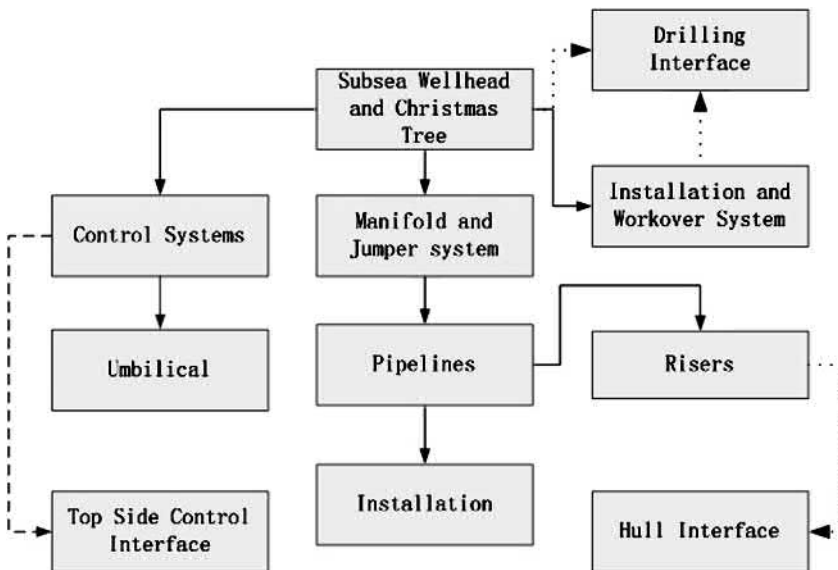 Drilling
Interface
Subsea Wellhead
and Christmas
Tree
Installation and
Workover System
Control Systems
Manifold and
Jumper system
Umbilical
Pipelines
Risers
Top Side Control
Interface
Installation
Hull Interface